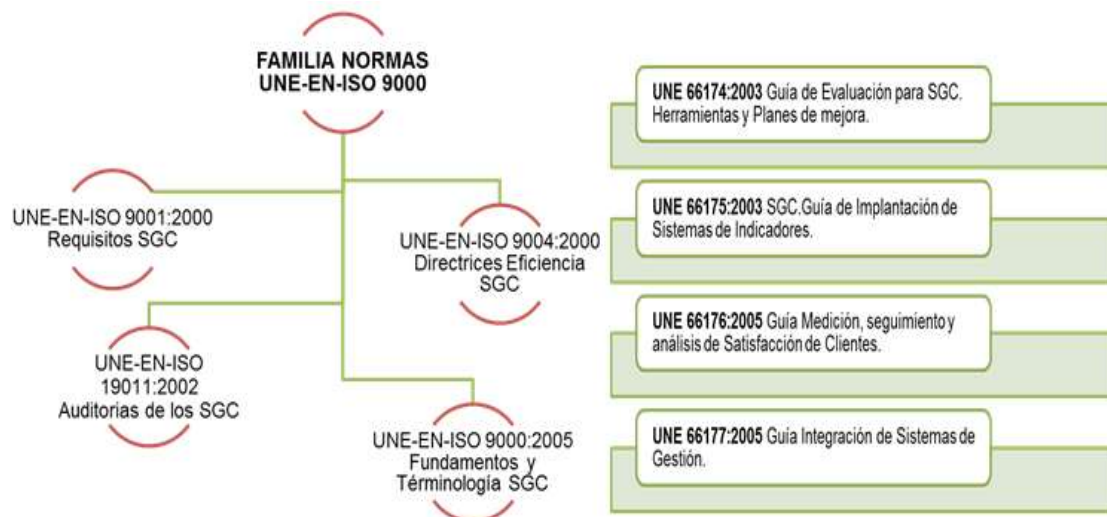 FAMILIA NORMAS
UNE-EN-ISO 9000
UNE-EN-ISO 9001:2000
Requisitos SGC
UNE-EN-ISO 9004:2000
Directrices Eficiencia
SGC
UNE-EN-ISO
19011:2002
Auditorias de los SGC
UNE-EN-ISO 9000:2005
Fundamentos y
Términología SGC
UNE 66174:2003 Guía de Evaluación para SGC.
Herramientas y Planes de mejora.
UNE 66175:2003 SGC.Guía de Implantación de
Sistemas de Indicadores.
UNE 66176:2005 Guía Medición, seguimiento y
análisis de Satisfacción de Clientes.
UNE 66177:2005 Guía Integración de Sistemas de
Gestión.